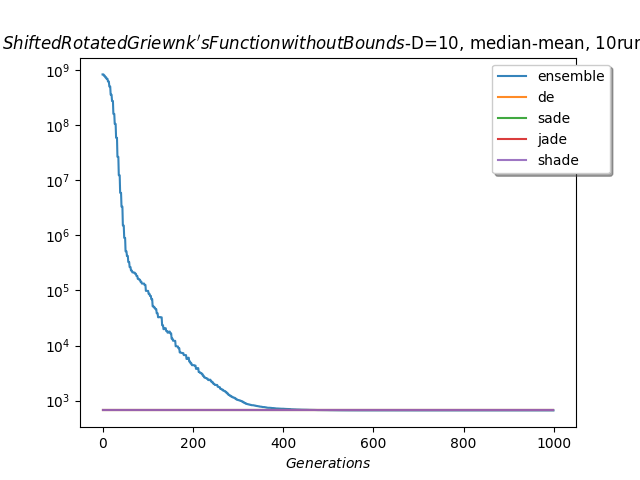 ShiftedRotatedGriewnk'sFunctionwithoutBounds-D=10, median-mean, 10run
10⁹
10⁸
10⁷
10⁶
10⁵
10⁴
10³
ensemble
de
sade
jade
shade
0 200 400 600 800 1000
Generations